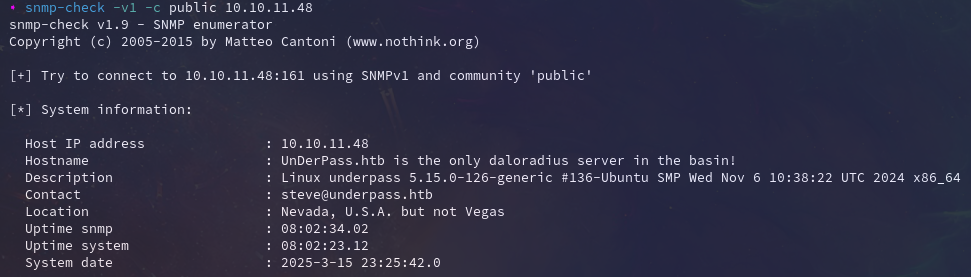 • snmp-check -v1 -c public 10.10.11.48
snmp-check v1.9 - SNMP enumerator
Copyright (c) 2005-2015 by Matteo Cantoni (www.nothink.org)
[+] Try to connect to 10.10.11.48:161 using SNMPv1 and community 'public'
[*] System information:
Host IP address : 10.10.11.48
Hostname : UnDerPass.htb is the only daloradius server in the basin!
Description : Linux underpass 5.15.0-126-generic #136-Ubuntu SMP Wed Nov 6 10:38:22 UTC 2024 x86_64
Contact : steve@underpass.htb
Location : Nevada, U.S.A. but not Vegas
Uptime snmp : 08:02:34.02
Uptime system : 08:02:23.12
System date : 2025-3-15 23:25:42.0